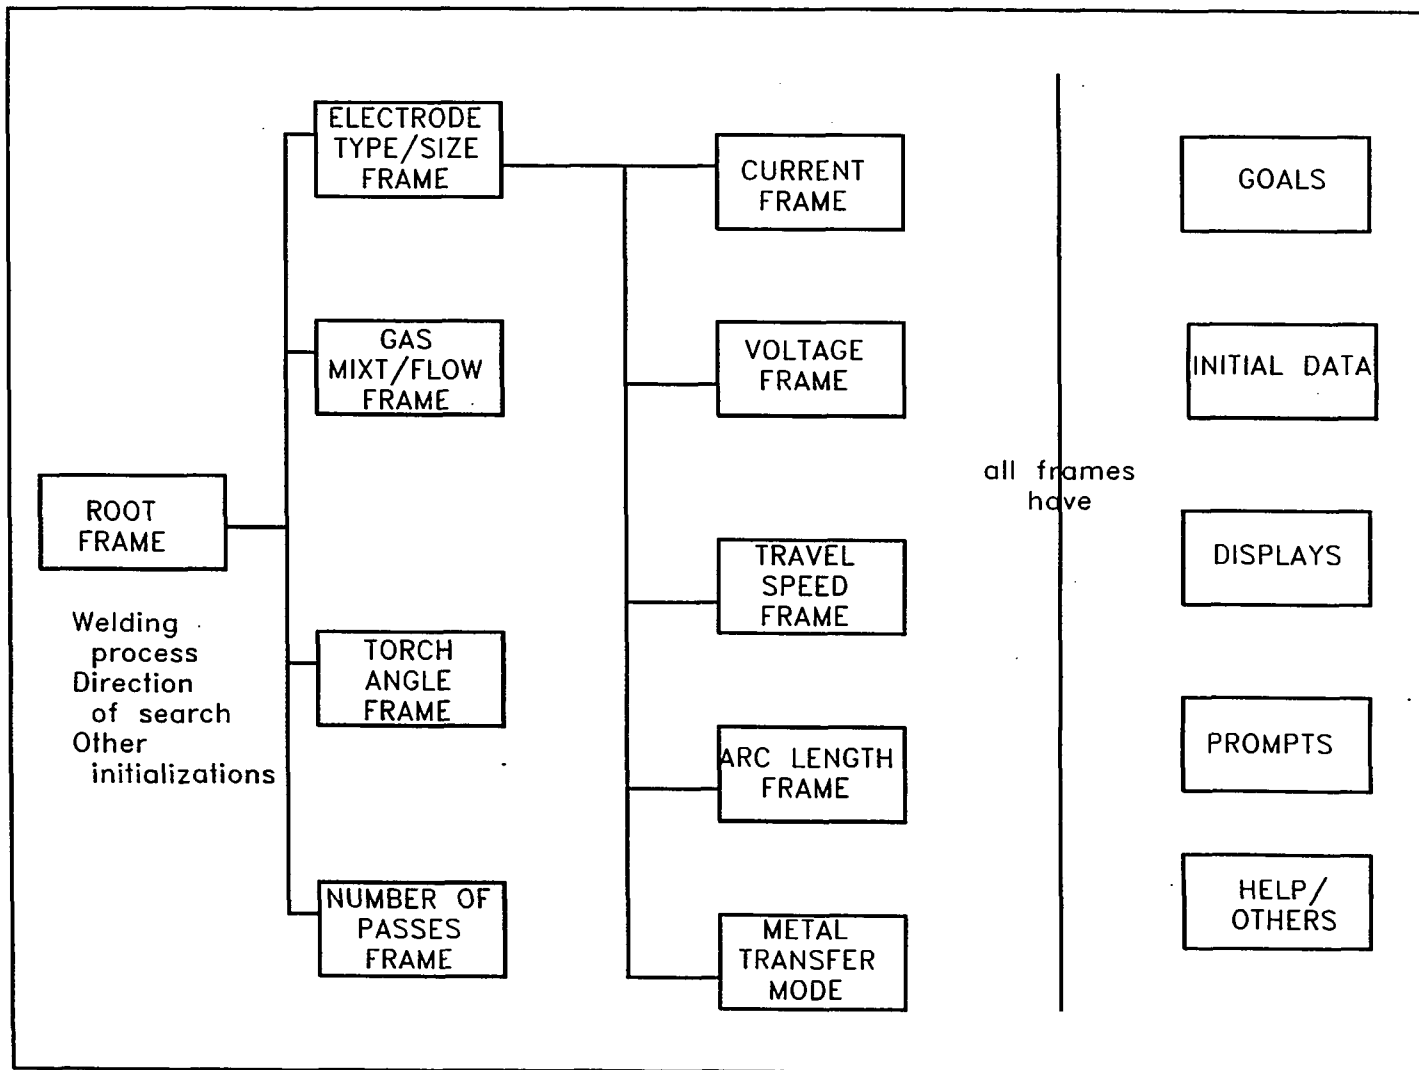 ROOT
FRAME
Welding
process
Direction
of search
Other
initializations
ELECTRODE
TYPE/SIZE
FRAME
GAS
MIXT/FLOW
FRAME
TORCH
ANGLE
FRAME
NUMBER OF
PASSES
FRAME
CURRENT
FRAME
VOLTAGE
FRAME
TRAVEL
SPEED
FRAME
ARC LENGTH
FRAME
METAL
TRANSFER
MODE
all frames
have
GOALS
INITIAL DATA
DISPLAYS
PROMPTS
HELP/
OTHERS